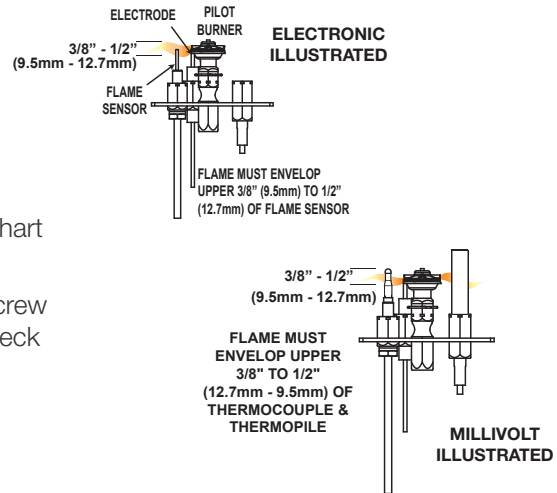 ELECTRODE
PILOT
BURNER
ELECTRONIC
ILLUSTRATED
3/8” - 1/2”
(9.5mm - 12.7mm)
FLAME
SENSOR
FLAME MUST ENVELOP
UPPER 3/8” (9.5mm) TO 1/2”
(12.7mm) OF FLAME SENSOR
hart
crew
eck
3/8” - 1/2”
(9.5mm - 12.7mm)
FLAME MUST
ENVELOP UPPER
3/8" TO 1/2"
(12.7mm - 9.5mm) OF
THERMOCOUPLE &
THERMOPILE
MILLIVOLT
ILLUSTRATED